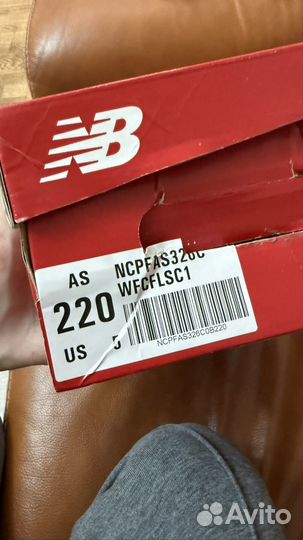 NB
AS
NCPFAS326C
WFCFLSC1
220
US
NCPFAS326C0B220
Avito